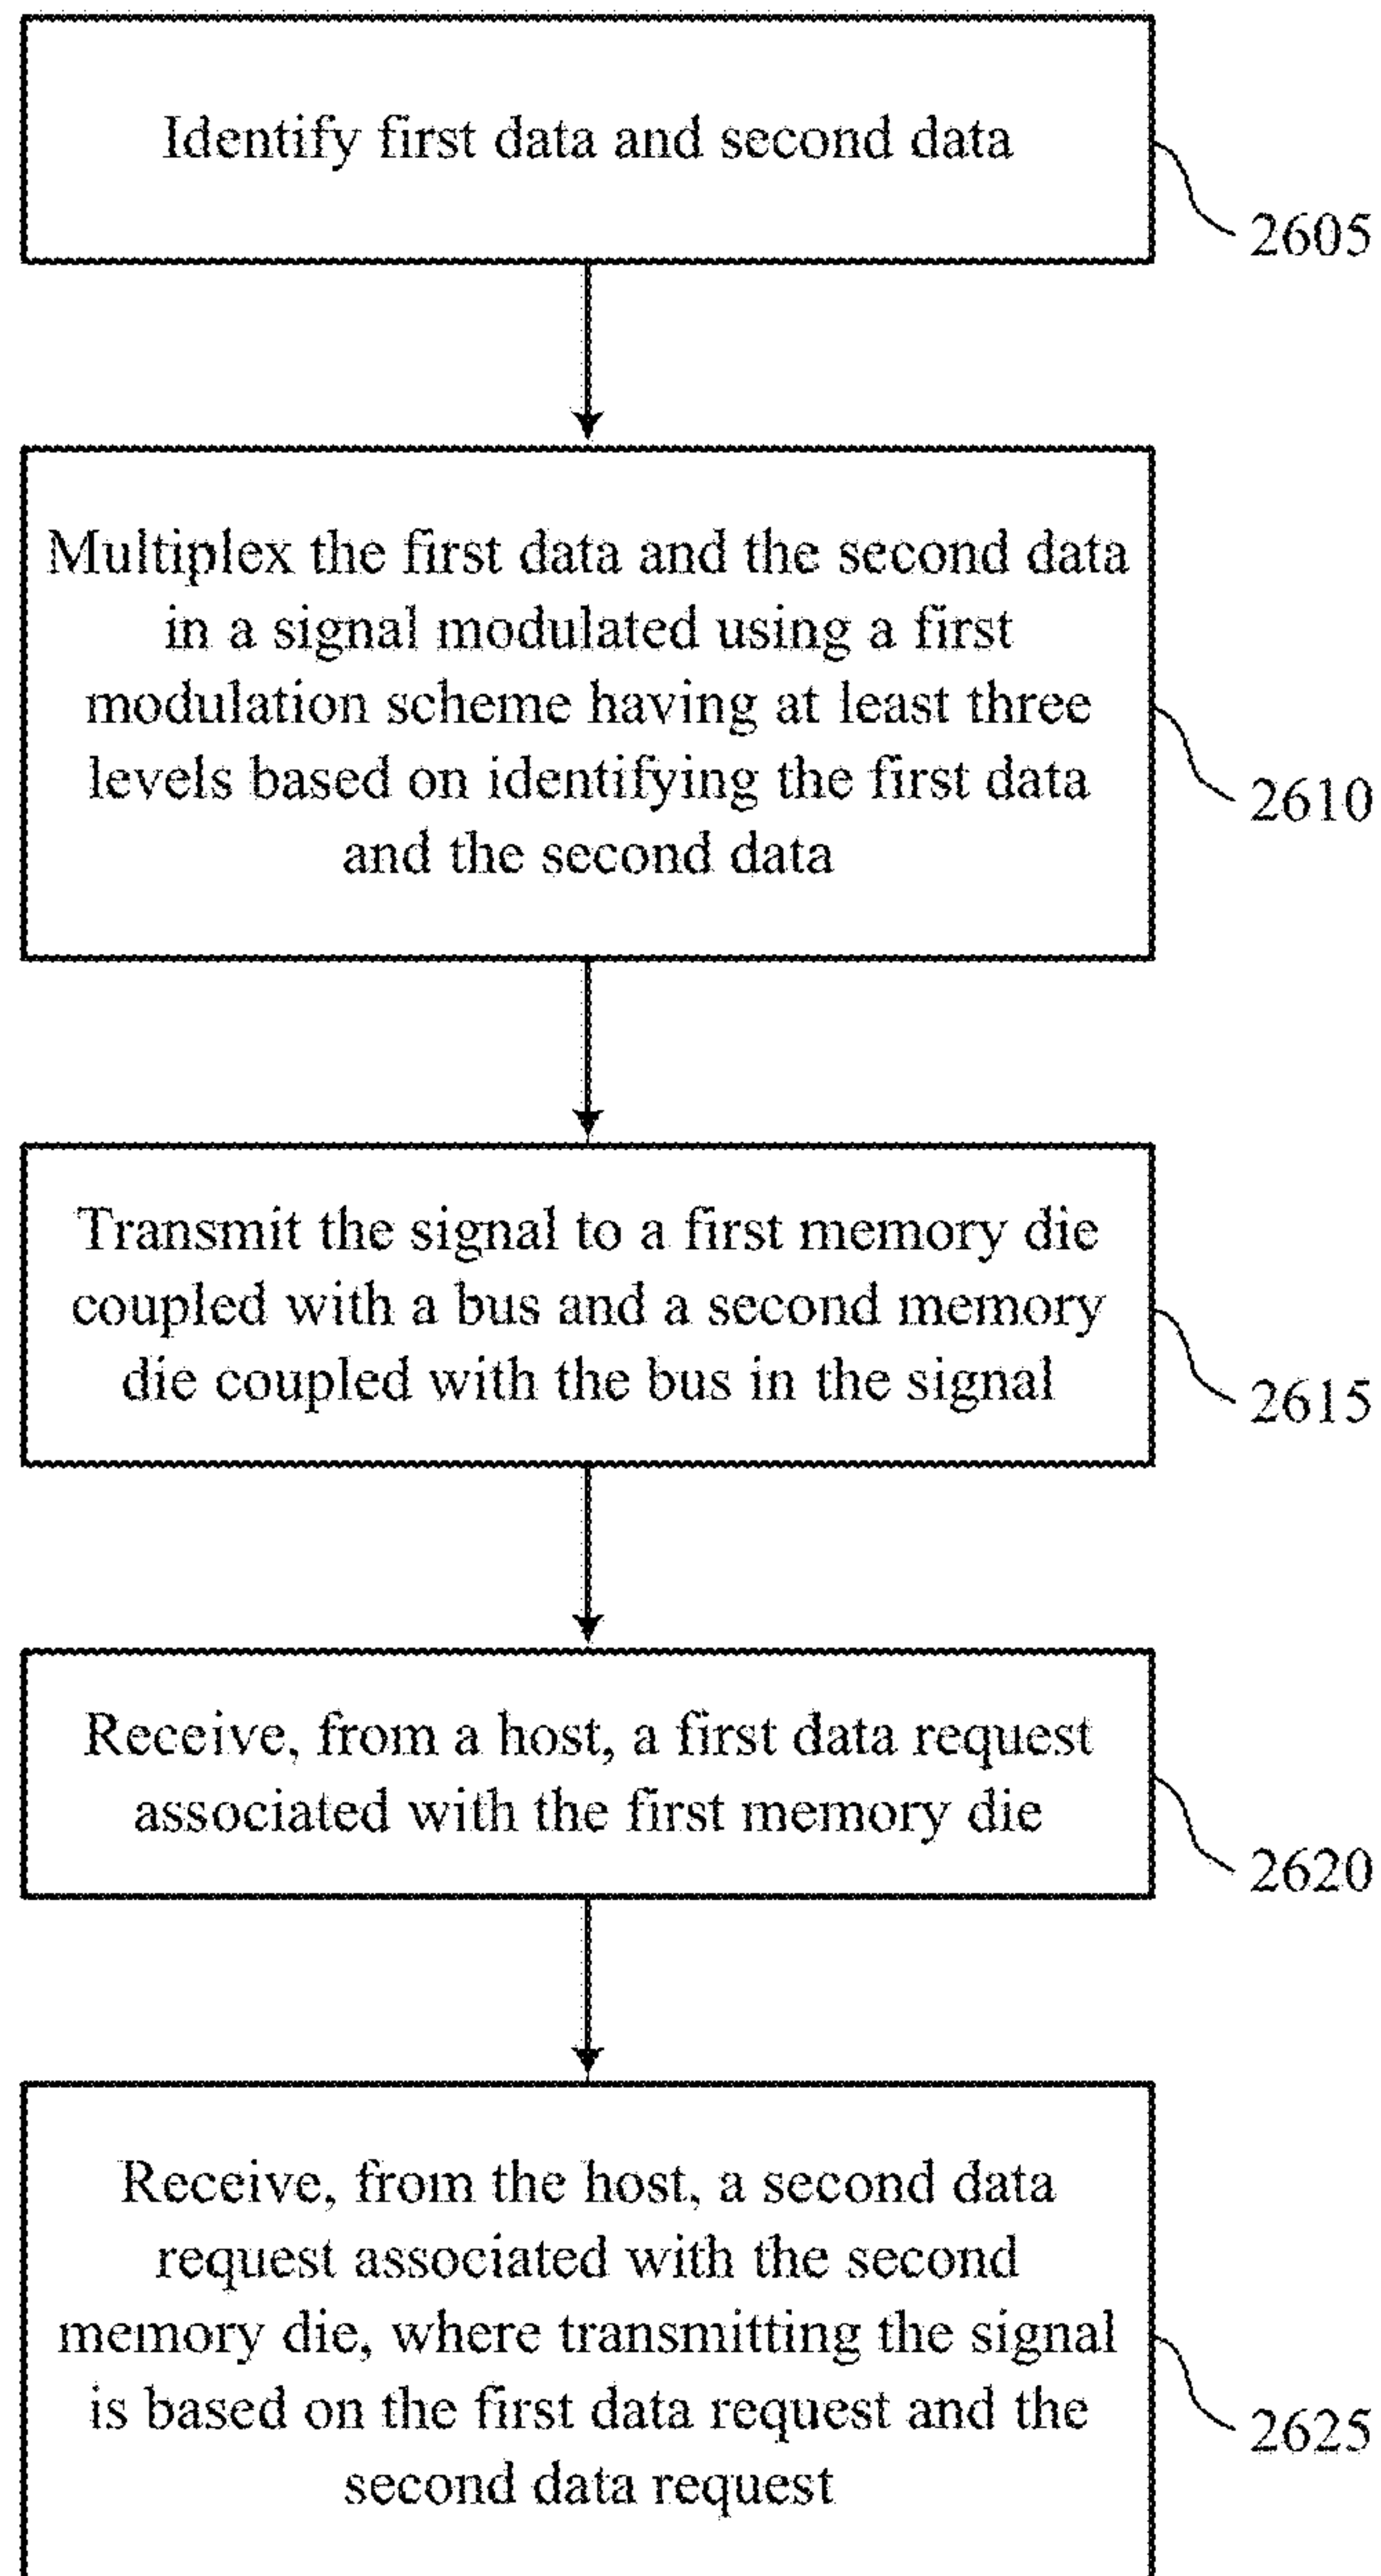 Identify first data and second data
2605
Multiplex the first data and the second data
in a signal modulated using a first
modulation scheme having at least three
levels based on identifying the first data
and the second data
2610
Transmit the signal to a first memory die
coupled with a bus and a second memory
die coupled with the bus in the signal
2615
Receive, from a host, a first data request
associated with the first memory die
2620
Receive, from the host, a second data
request associated with the second
memory die, where transmitting the signal
is based on the first data request and the
second data request
2625